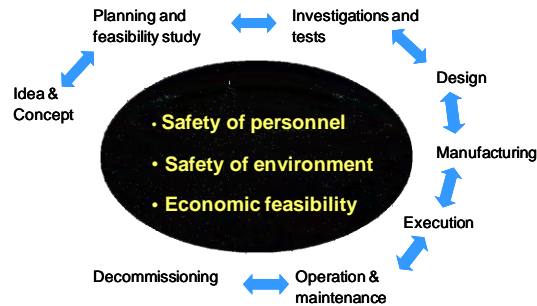 Planning and
feasibility study
Investigations and
tests
Design
Idea &
Concept
• Safety of personnel
• Safety of environment
• Economic feasibility
Manufacturing
Execution
Decommissioning
Operation &
maintenance